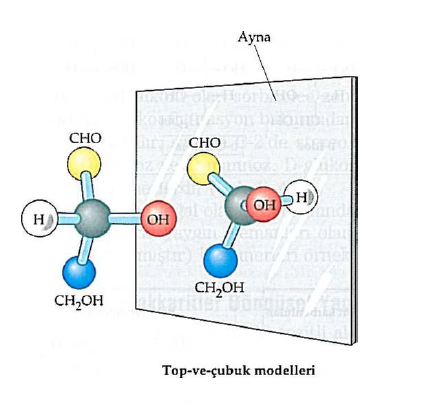 Ayna
CHO
CHO
H
OH
OH
H
CH₂OH
CH₂OH
Top-ve-çubuk modelleri